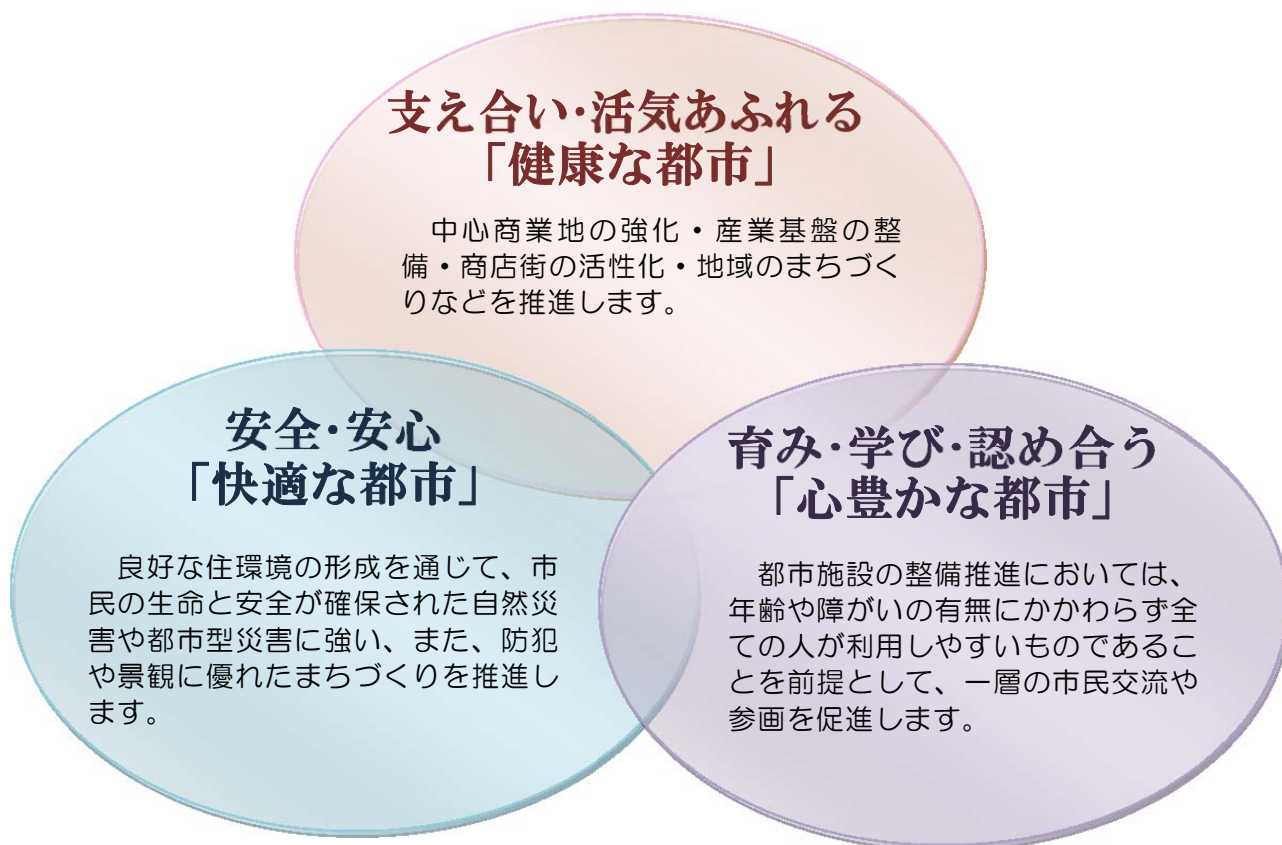 支え合い・活気あふれる
「健康な都市」
中心商業地の強化・産業基盤の整
備・商店街の活性化・地域のまちづく
りなどを推進します。
安全・安心
「快適な都市」
良好な住環境の形成を通じて、市
民の生命と安全が確保された自然災
害や都市型災害に強い、また、防犯
や景観に優れたまちづくりを推進し
ます。
育み・学び・認め合う
「心豊かな都市」
都市施設の整備推進においては、
年齢や障がいの有無にかかわらず全
ての人が利用しやすいものであるこ
とを前提として、一層の市民交流や
参画を促進します。